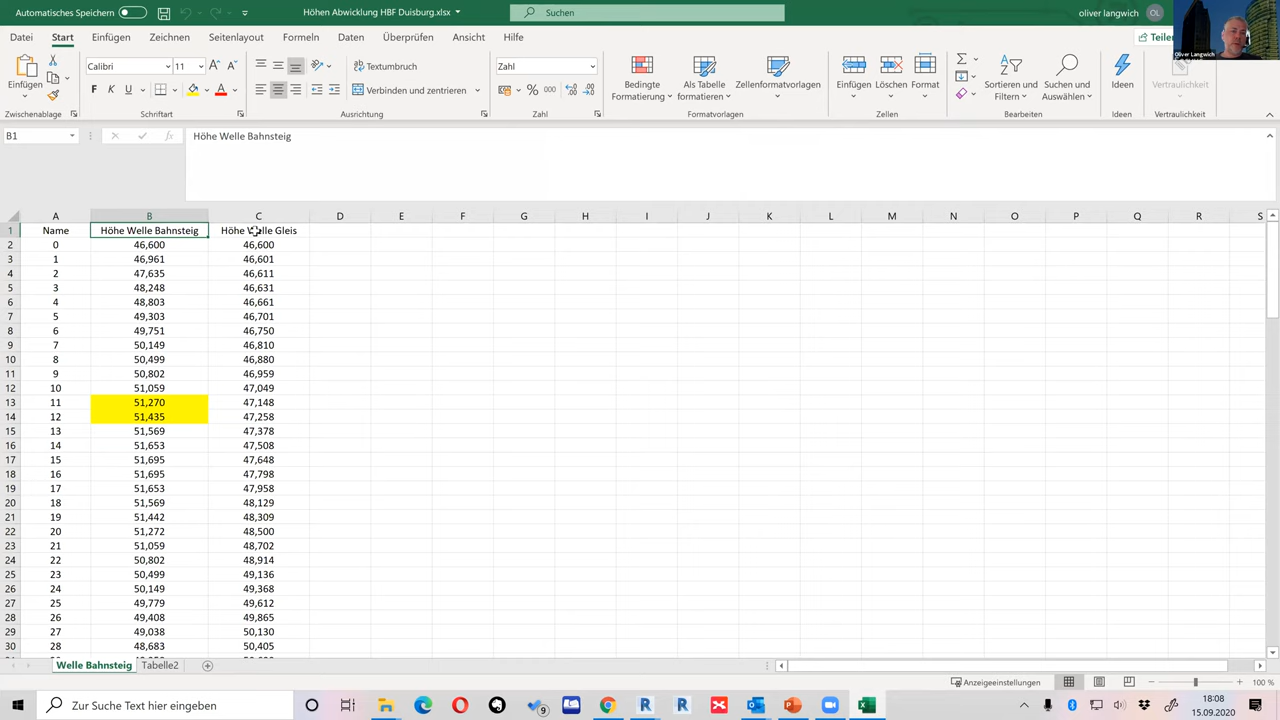 Automatisches Speichern
Höhen Abwicklung HBF Duisburg.xlsx
Suchen
oliver langwich
OL
Datei
Start
Einfügen
Zeichnen
Seitenlayout
Formeln
Daten
Überprüfen
Ansicht
Hilfe
Teilen
Oliver Langwich
Einfügen
Zwischenablage
Calibri
11
F K U
Schriftart
Textumbruch
Verbinden und zentrieren
Ausrichtung
Zahl
% 000
Zahl
Bedingte Formatierung
Als Tabelle formatieren
Zellenformatvorlagen
Formatvorlagen
Einfügen
Löschen
Format
Zellen
Sortieren und Filtern
Suchen und Auswählen
Bearbeiten
Ideen
Ideen
Vertraulichkeit
Vertraulichkeit
B1
fx
Höhe Welle Bahnsteig
A B C D E F G H I J K L M N O P Q R S
1 Name Höhe Welle Bahnsteig Höhe Welle Gleis
2 0 46,600 46,600
3 1 46,961 46,601
4 2 47,635 46,611
5 3 48,248 46,631
6 4 48,803 46,661
7 5 49,303 46,701
8 6 49,751 46,750
9 7 50,149 46,810
10 8 50,499 46,880
11 9 50,802 46,959
12 10 51,059 47,049
13 11 51,270 47,148
14 12 51,435 47,258
15 13 51,569 47,378
16 14 51,653 47,508
17 15 51,695 47,648
18 16 51,695 47,798
19 17 51,653 47,958
20 18 51,569 48,129
21 19 51,442 48,309
22 20 51,272 48,500
23 21 51,059 48,702
24 22 50,802 48,914
25 23 50,499 49,136
26 24 50,149 49,368
27 25 49,779 49,612
28 26 49,408 49,865
29 27 49,038 50,130
30 28 48,683 50,405
Welle Bahnsteig
Tabelle2
Anzeigeeinstellungen
100 %
Zur Suche Text hier eingeben
18:08
15.09.2020